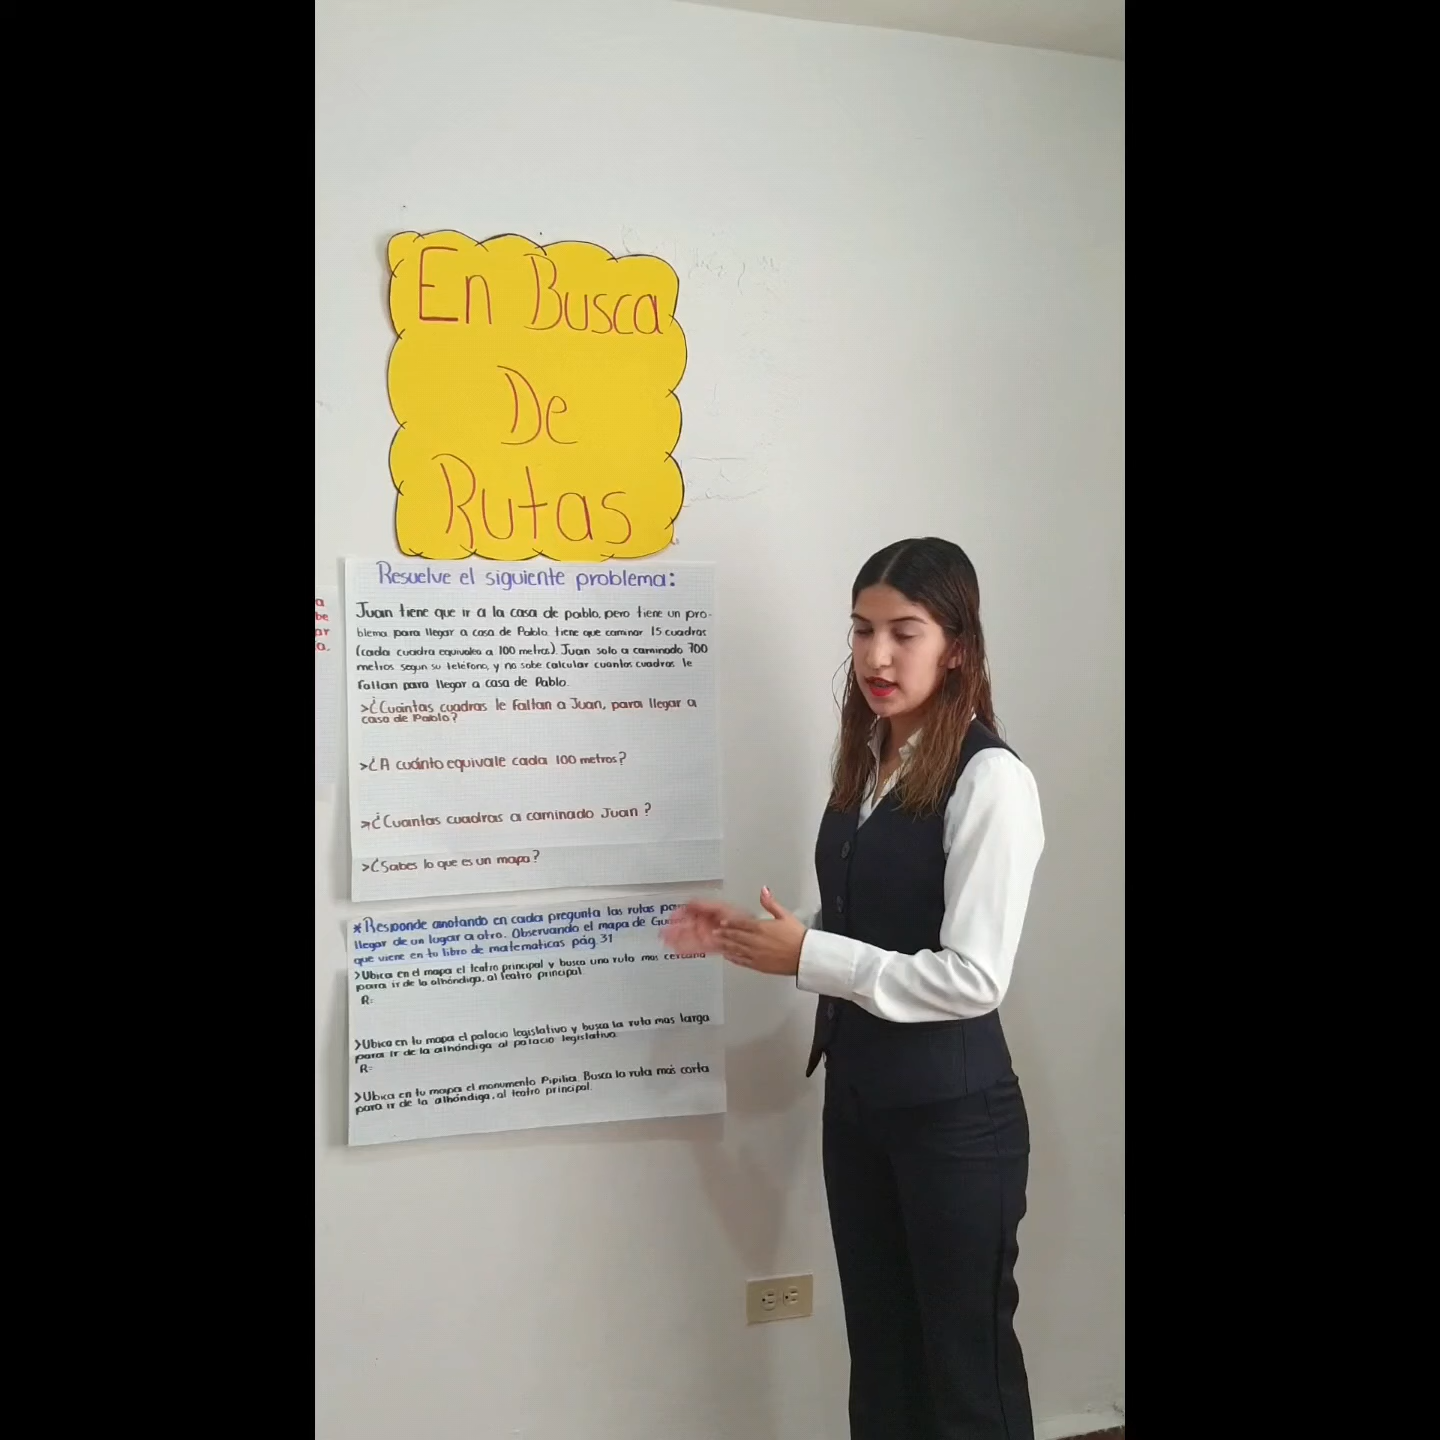 En Busca
De
Rutas
Resuelve el siguiente problema:
Juan tiene que ir a la casa de pablo, pero tiene un pro-
blema para llegar a casa de Pablo tiene que caminar 15 cuadras
(cada cuadra equivalea a 100 metros). Juan solo a caminado 700
metros segun su teléfono, y no sabe calcular cuantas cuadras le
faltan para llegar a casa de Pablo.
>¿Cuántas cuadras le faltan a Juan, para llegar a
casa de Pablo?
>¿A cuánto equivale cada 100 metros?
>¿Cuantas cuadras a caminado Juan?
>¿Sabes lo que es un mapa?
*Responde anotando en cada pregunta las rutas para
llegar de un lugar a otro. Observando el mapa de
que viene en tu libro de matematicas pág. 31
>Ubica en el mapa el teatro principal y busca una ruta mas cercana
para ir de la alhóndiga, al teatro principal.
R:
>Ubica en tu mapa el palacio legislativo y busca la ruta mas larga
para ir de la alhóndiga al palacio legislativo.
R:
>Ubica en tu mapa el monumento Pipila. Busca la ruta más corta
para ir de la alhóndiga, al teatro principal.
a
be
ar
a.